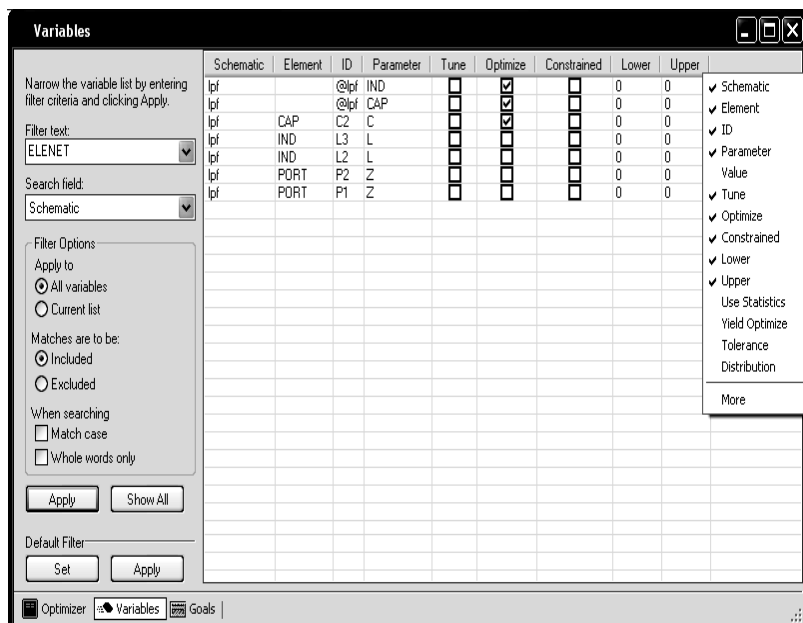 Variables
Narrow the variable list by entering
filter criteria and clicking Apply.
Filter text:
ELENET
Search field:
Schematic
Filter Options
Apply to
All variables
Current list
Matches are to be:
Included
Excluded
When searching
Match case
Whole words only
Apply Show All
Default Filter
Set Apply
Schematic Element ID Parameter Tune Optimize Constrained Lower Upper
lpf @lpf IND 0 0
lpf @lpf CAP 0 0
lpf CAP C2 C 0 0
lpf IND L3 L 0 0
lpf IND L2 L 0 0
lpf PORT P2 Z 0 0
lpf PORT P1 Z 0 0
Schematic
Element
ID
Parameter
Value
Tune
Optimize
Constrained
Lower
Upper
Use Statistics
Yield Optimize
Tolerance
Distribution
More
Optimizer Variables Goals